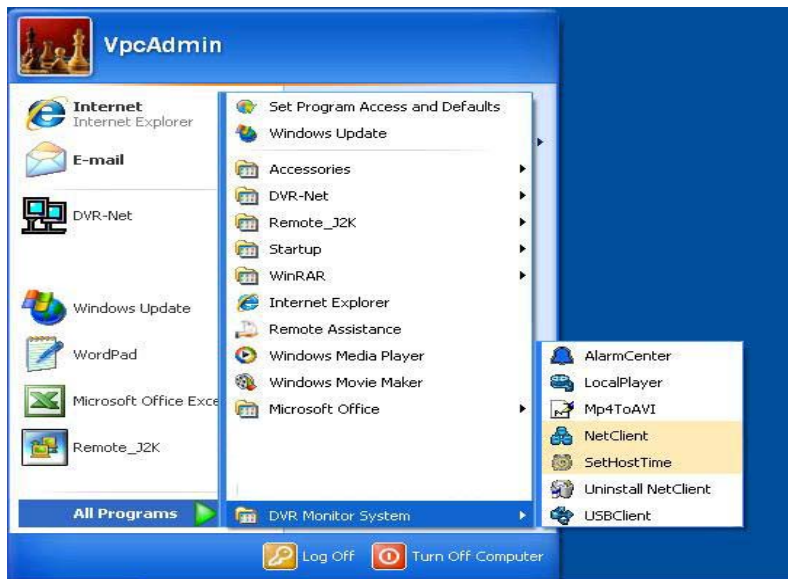 VpcAdmin
Internet
Internet Explorer
E-mail
DVR-Net
Windows Update
WordPad
Microsoft Office Exce
Remote_J2K
All Programs
Set Program Access and Defaults
Windows Update
Accessories
DVR-Net
Remote_J2K
Startup
WinRAR
Internet Explorer
Remote Assistance
Windows Media Player
Windows Movie Maker
Microsoft Office
DVR Monitor System
AlarmCenter
LocalPlayer
Mp4ToAVI
NetClient
SetHostTime
Uninstall NetClient
USBClient
Log Off
Turn Off Computer